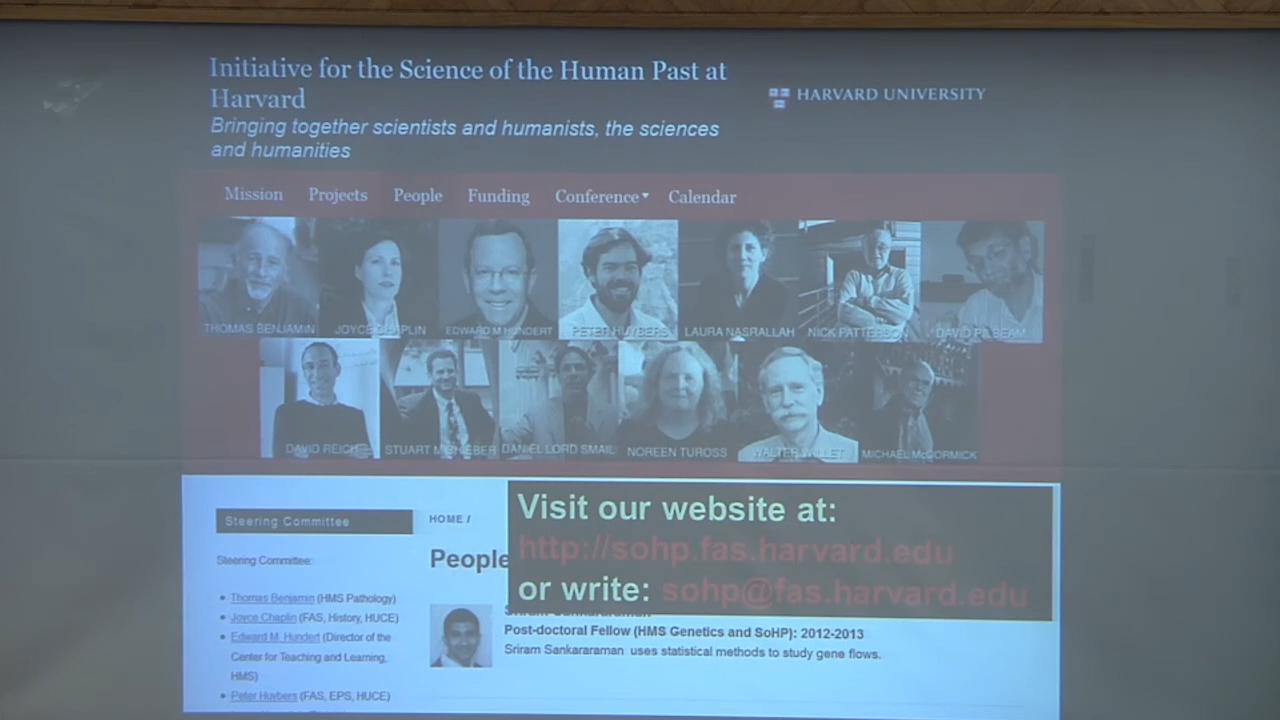 Initiative for the Science of the Human Past at
Harvard
HARVARD UNIVERSITY
Bringing together scientists and humanists, the sciences
and humanities
Mission Projects People Funding Conference Calendar
THOMAS BENJAMIN JOYCE CHAPLIN EDWARD M HUNDERT PETER HUYBERS LAURA NASRALLAH NICK PATTERSON DAVID PILBEAM
DAVID REICH STUART M SHIEBER DANIEL LORD SMAIL NOREEN TUROSS WALTER WILLET MICHAEL McCORMICK
Steering Committee
HOME /
Visit our website at:
http://sohp.fas.harvard.edu
or write: sohp@fas.harvard.edu
People
Steering Committee:
Thomas Benjamin (HMS Pathology)
Joyce Chaplin (FAS, History, HUCE)
Edward M. Hundert (Director of the
Center for Teaching and Learning,
HMS)
Peter Huybers (FAS, EPS, HUCE)
Sriram Sankararaman
Post-doctoral Fellow (HMS Genetics and SoHP): 2012-2013
Sriram Sankararaman uses statistical methods to study gene flows.